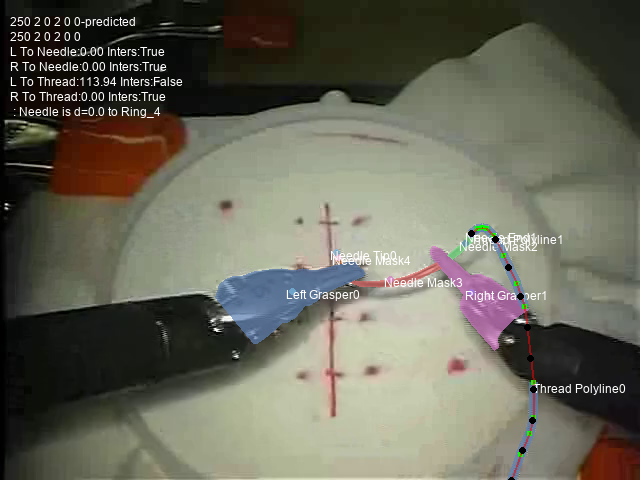 250 2 0 2 0 0-predicted
250 2 0 2 0 0
L To Needle:0.00 Inters:True
R To Needle:0.00 Inters:True
L To Thread:113.94 Inters:False
R To Thread:0.00 Inters:True
: Needle is d=0.0 to Ring_4
Polyline1
Needle Mask2
Needle Tip0
Needle Mask4
Needle Mask3
Left Grasper0
Right Grasper1
Thread Polyline0